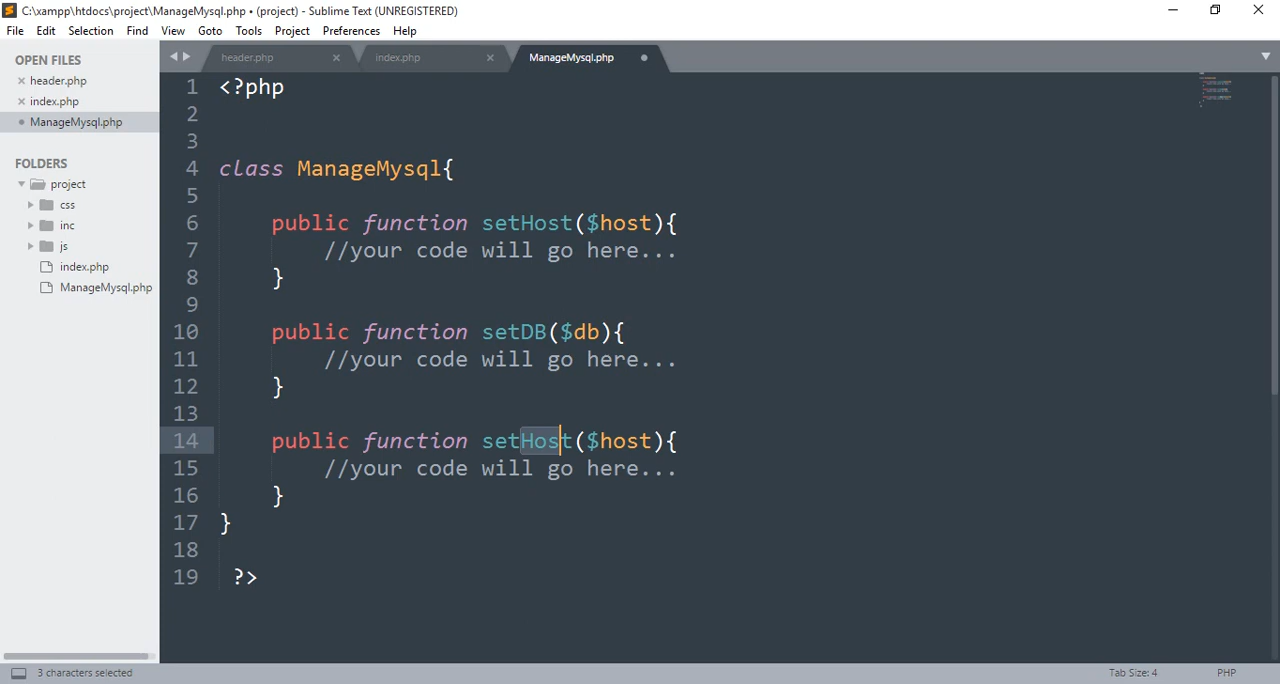 C:\xampp\htdocs\project\ManageMysql.php • (project) - Sublime Text (UNREGISTERED)
File Edit Selection Find View Goto Tools Project Preferences Help
OPEN FILES
header.php
index.php
ManageMysql.php
FOLDERS
project
css
inc
js
index.php
ManageMysql.php
header.php index.php ManageMysql.php
1 <?php
2
3
4 class ManageMysql{
5
6 public function setHost($host){
7 //your code will go here...
8 }
9
10 public function setDB($db){
11 //your code will go here...
12 }
13
14 public function setHost($host){
15 //your code will go here...
16 }
17 }
18
19 ?>
3 characters selected Tab Size: 4 PHP